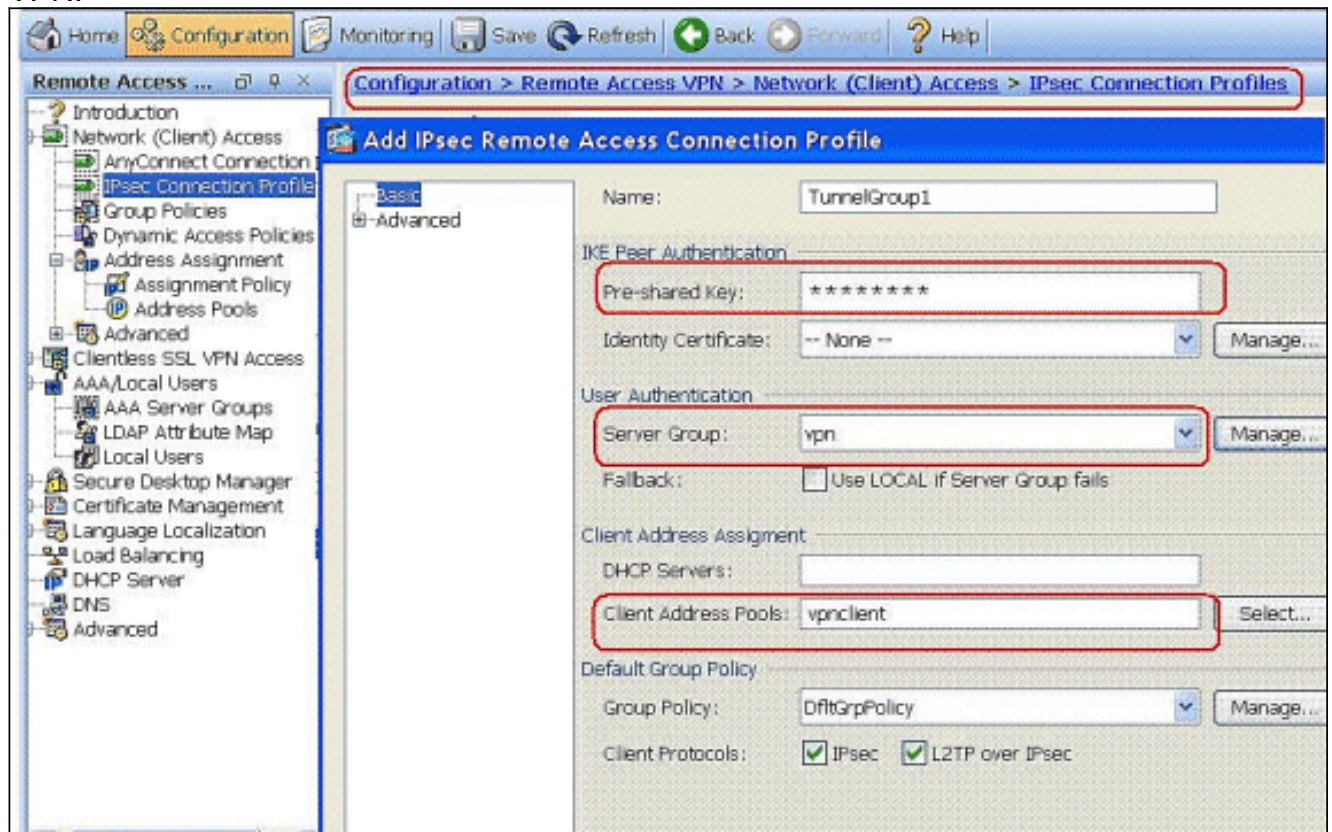 Home Configuration Monitoring Save Refresh Back Forward Help
Remote Access ...
Configuration > Remote Access VPN > Network (Client) Access > IPsec Connection Profiles
Introduction
Network (Client) Access
AnyConnect Connection
IPsec Connection Profile
Group Policies
Dynamic Access Policies
Address Assignment
Assignment Policy
Address Pools
Advanced
Clientless SSL VPN Access
AAA/Local Users
AAA Server Groups
LDAP Attribute Map
Local Users
Secure Desktop Manager
Certificate Management
Language Localization
Load Balancing
DHCP Server
DNS
Advanced
Add IPsec Remote Access Connection Profile
Basic
Advanced
Name: TunnelGroup1
IKE Peer Authentication
Pre-shared Key: ********
Identity Certificate: -- None -- Manage...
User Authentication
Server Group: vpn Manage...
Fallback: Use LOCAL if Server Group fails
Client Address Assigment
DHCP Servers:
Client Address Pools: vpnclient Select...
Default Group Policy
Group Policy: DfltGrpPolicy Manage...
Client Protocols: IPsec L2TP over IPsec